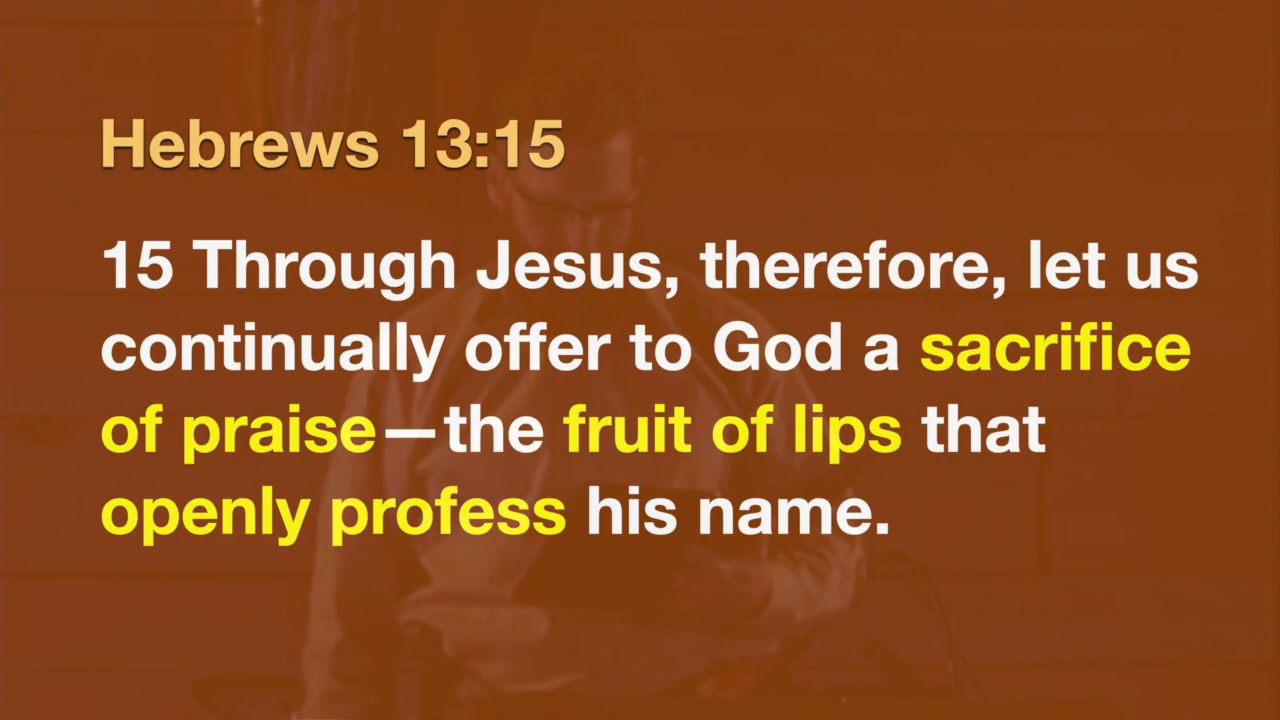 Hebrews 13:15
15 Through Jesus, therefore, let us
continually offer to God a sacrifice
of praise—the fruit of lips that
openly profess his name.